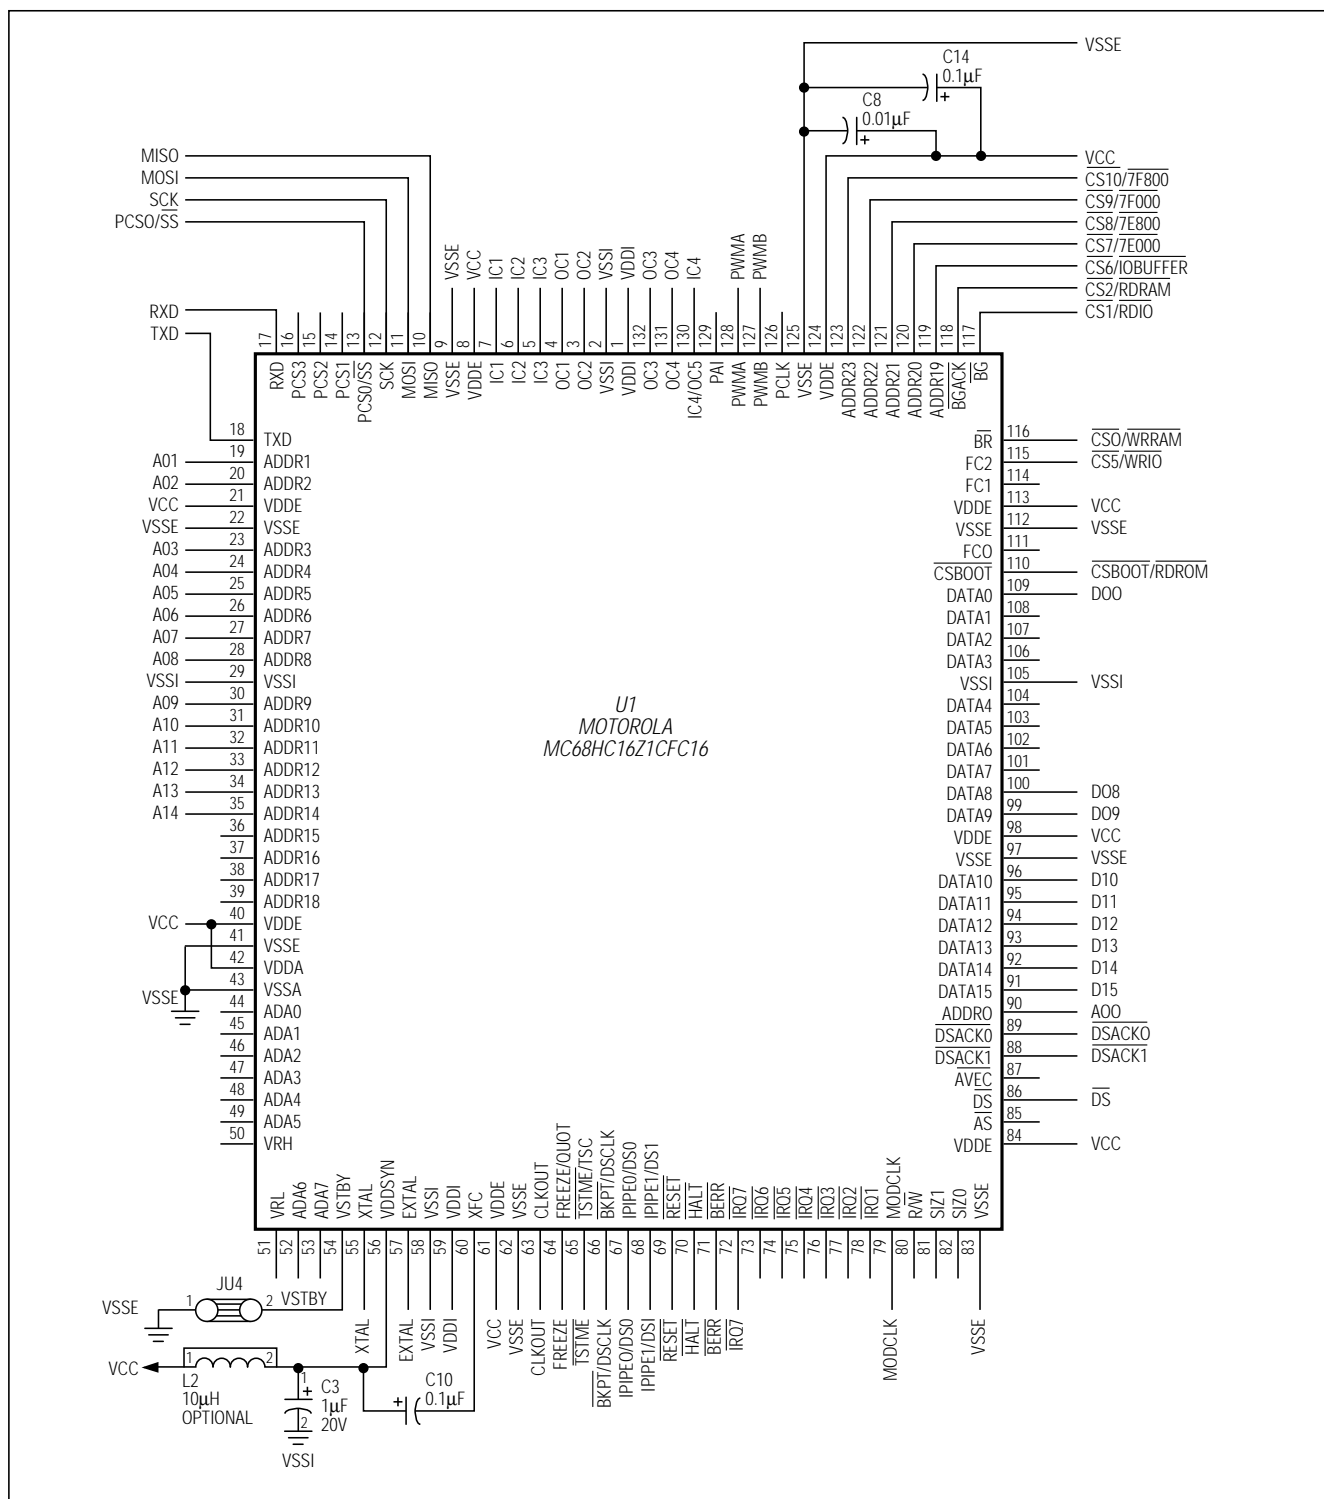 VSSE
C14
0.1µF
+
C8
0.01µF
+
MISO
MOSI
SCK
PCS0/SS
VCC
CS10/7F800
CS9/7F000
CS8/7E800
CS7/7E000
CS6/IOBUFFER
CS2/RDRAM
CS1/RDIO
RXD
TXD
VSSE VCC IC1 IC2 IC3 OC1 OC2 VSSI VDDI OC3 OC4 IC4 PWMA PWMB
17 16 15 14 13 12 11 10 9 8 7 6 5 4 3 2 1 132 131 130 129 128 127 126 125 124 123 122 121 120 119 118 117
RXD PCS3 PCS2 PCS1 PCS0/SS SCK MOSI MISO VSSE VDDE IC1 IC2 IC3 OC1 OC2 VSSI VDDI OC3 OC4 IC4/OC5 PAI PWMA PWMB PCLK VSSE VDDE ADDR23 ADDR22 ADDR21 ADDR20 ADDR19 BGACK BG
18 TXD
A01 19 ADDR1
A02 20 ADDR2
VCC 21 VDDE
VSSE 22 VSSE
A03 23 ADDR3
A04 24 ADDR4
A05 25 ADDR5
A06 26 ADDR6
A07 27 ADDR7
A08 28 ADDR8
VSSI 29 VSSI
A09 30 ADDR9
A10 31 ADDR10
A11 32 ADDR11
A12 33 ADDR12
A13 34 ADDR13
A14 35 ADDR14
36 ADDR15
37 ADDR16
38 ADDR17
39 ADDR18
VCC 40 VDDE
41 VSSE
42 VDDA
VSSE 43 VSSA
44 ADA0
45 ADA1
46 ADA2
47 ADA3
48 ADA4
49 ADA5
50 VRH
U1
MOTOROLA
MC68HC16Z1CFC16
BR 116 CS0/WRRAM
FC2 115 CS5/WRIO
FC1 114
VDDE 113 VCC
VSSE 112 VSSE
FCO 111
CSBOOT 110 CSBOOT/RDROM
DATA0 109 DOO
DATA1 108
DATA2 107
DATA3 106
VSSI 105 VSSI
DATA4 104
DATA5 103
DATA6 102
DATA7 101
DATA8 100 DO8
DATA9 99 DO9
VDDE 98 VCC
VSSE 97 VSSE
DATA10 96 D10
DATA11 95 D11
DATA12 94 D12
DATA13 93 D13
DATA14 92 D14
DATA15 91 D15
ADDRO 90 AOO
DSACK0 89 DSACKO
DSACK1 88 DSACK1
AVEC 87
DS 86 DS
AS 85
VDDE 84 VCC
VRL ADA6 ADA7 VSTBY XTAL VDDSYN EXTAL VSSI VDDI XFC VDDE VSSE CLKOUT FREEZE/QUOT TSTME/TSC BKPT/DSCLK IPIPE0/DS0 IPIPE1/DS1 RESET HALT BERR IRQ7 IRQ6 IRQ5 IRQ4 IRQ3 IRQ2 IRQ1 MODCLK R/W SIZ1 SIZ0 VSSE
51 52 53 54 55 56 57 58 59 60 61 62 63 64 65 66 67 68 69 70 71 72 73 74 75 76 77 78 79 80 81 82 83
VSSE 1 JU4 2 VSTBY
XTAL EXTAL VSSI VDDI VCC VSSE CLKOUT FREEZE TSTME BKPT/DSCLK IPIPEO/DS0 IPIPE1/DSI RESET HALT BERR IRQ7 MODCLK VSSE
VCC 1 2
L2
10µH
OPTIONAL
1 +
C3
1µF
20V
2
VSSI
+
C10
0.1µF